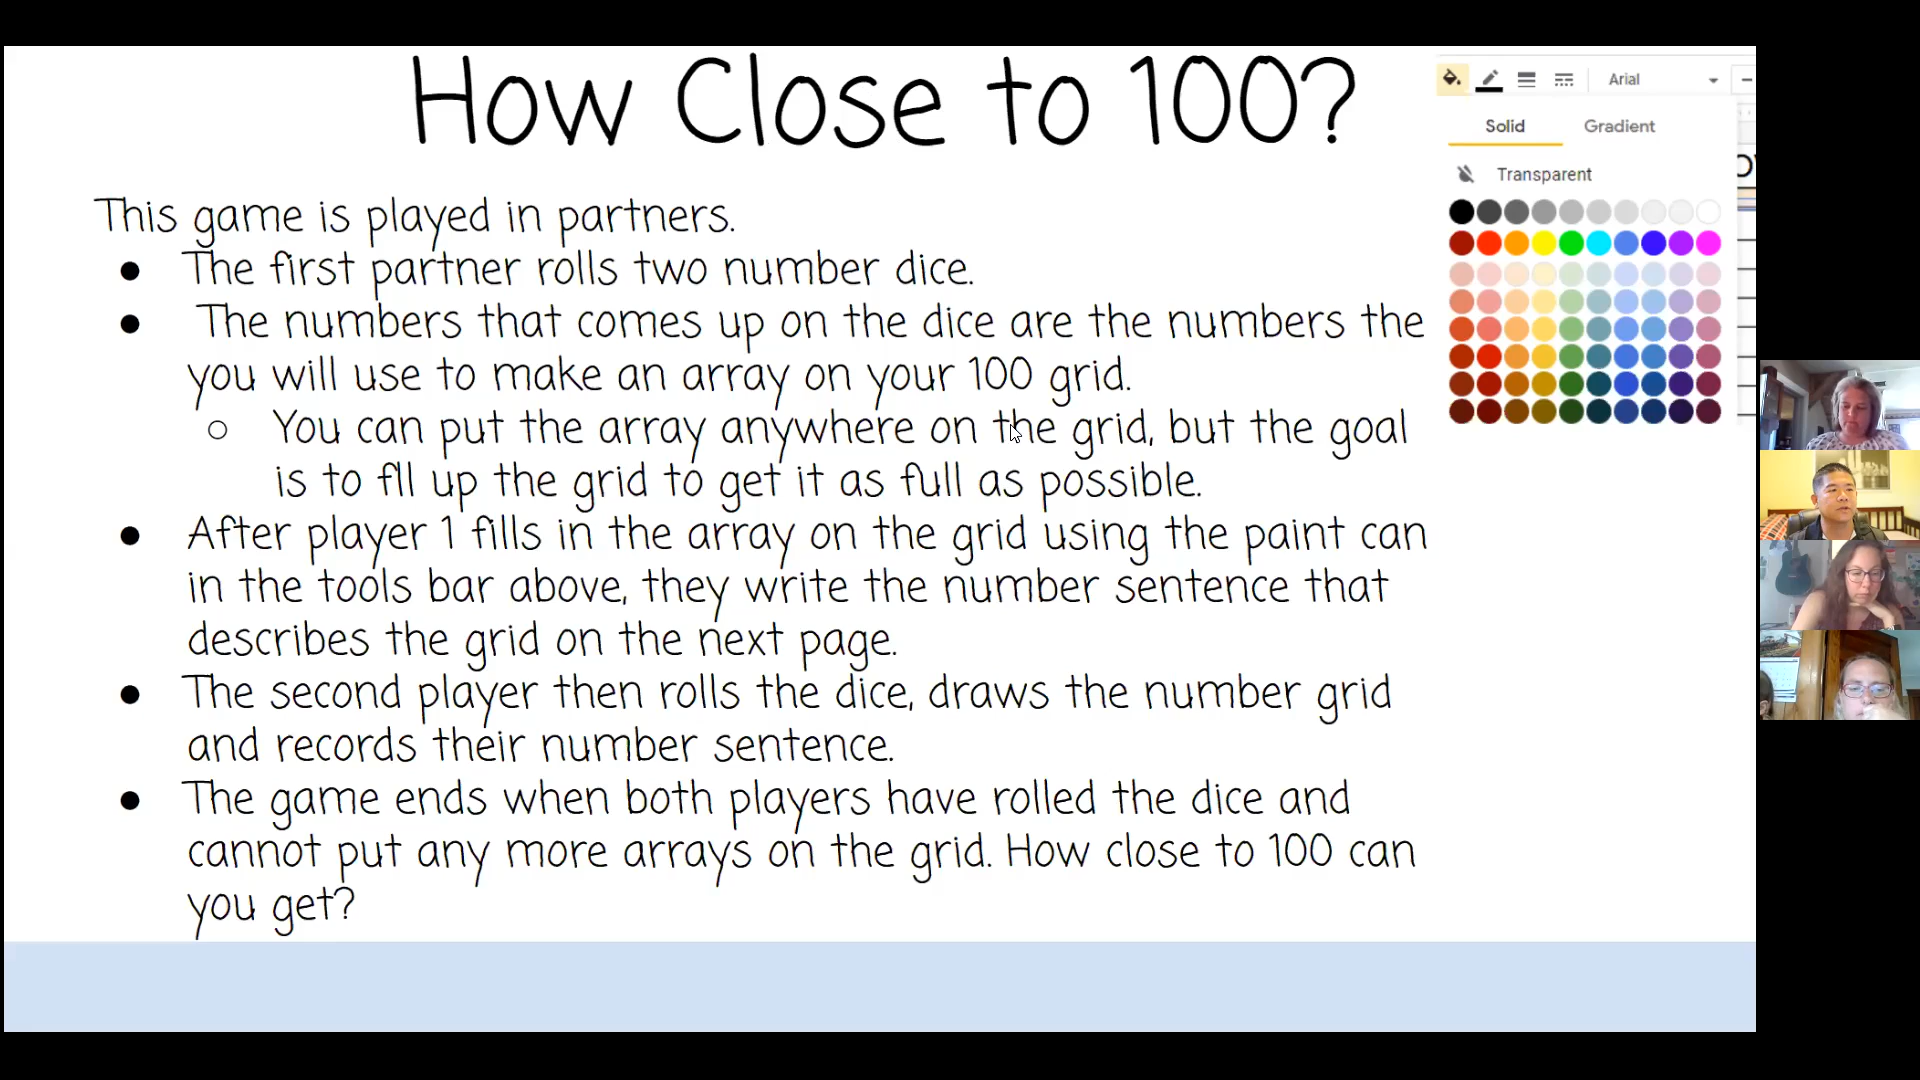 How Close to 100?
Arial
Solid Gradient
Transparent
This game is played in partners.
● The first partner rolls two number dice.
● The numbers that comes up on the dice are the numbers the
you will use to make an array on your 100 grid.
○ You can put the array anywhere on the grid, but the goal
is to fll up the grid to get it as full as possible.
● After player 1 fills in the array on the grid using the paint can
in the tools bar above, they write the number sentence that
describes the grid on the next page.
● The second player then rolls the dice, draws the number grid
and records their number sentence.
● The game ends when both players have rolled the dice and
cannot put any more arrays on the grid. How close to 100 can
you get?